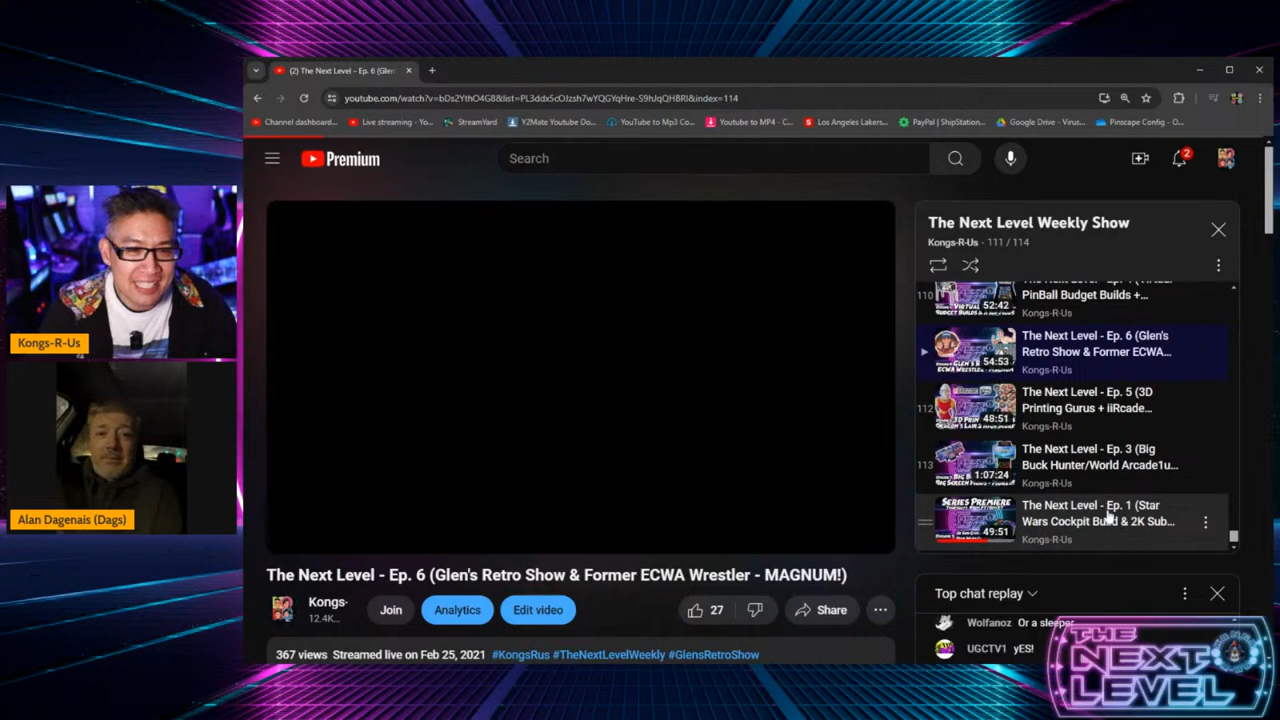 (2) The Next Level - Ep. 6 (Glen'
youtube.com/watch?v=bDs2YthO4G8&list=PL3ddx5cOJzsh7wYQGYqHre-S9hJqQHBRI&index=114
Channel dashboard...
Live streaming - Yo...
StreamYard
Y2Mate Youtube Do...
YouTube to Mp3 Co...
Youtube to MP4 - C...
Los Angeles Lakers...
PayPal | ShipStation...
Google Drive - Virus...
Pinscape Config - O...
Premium
Search
2
Kongs-R-Us
Alan Dagenais (Dags)
The Next Level Weekly Show
Kongs-R-Us - 111 / 114
110
52:42
PinBall Budget Builds +...
Kongs-R-Us
54:53
The Next Level - Ep. 6 (Glen's
Retro Show & Former ECWA...
Kongs-R-Us
112
48:51
The Next Level - Ep. 5 (3D
Printing Gurus + iiRcade...
Kongs-R-Us
113
1:07:24
The Next Level - Ep. 3 (Big
Buck Hunter/World Arcade1u...
Kongs-R-Us
SERIES PREMIERE
49:51
The Next Level - Ep. 1 (Star
Wars Cockpit Build & 2K Sub...
Kongs-R-Us
The Next Level - Ep. 6 (Glen's Retro Show & Former ECWA Wrestler - MAGNUM!)
Kongs-
12.4K...
Join
Analytics
Edit video
27
Share
367 views Streamed live on Feb 25, 2021 #KongsRus #TheNextLevelWeekly #GlensRetroShow
Top chat replay
Wolfanoz Or a sleeper
UGCTV1 yES!
THE
NEXT
LEVEL